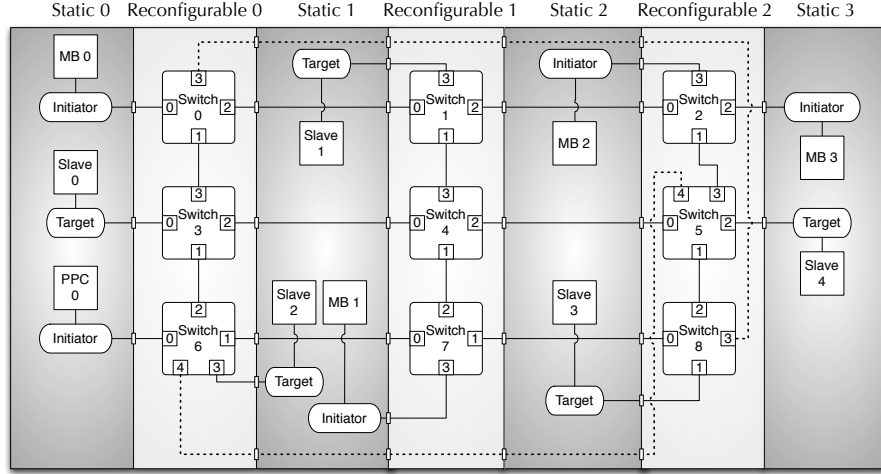 Static 0 Reconfigurable 0 Static 1 Reconfigurable 1 Static 2 Reconfigurable 2 Static 3
MB 0
Initiator
0 3 Switch 0 2 1
Target
Slave 1
0 3 Switch 1 2 1
Initiator
MB 2
0 3 Switch 2 2 1
Initiator
MB 3
Slave 0
Target
0 3 Switch 3 2 1
0 3 Switch 4 2 1
0 4 3 Switch 5 2 1
Target
Slave 4
PPC 0
Initiator
0 2 Switch 6 1 4 3
Slave 2
MB 1
Target
Initiator
0 2 Switch 7 1 3
Slave 3
Target
0 2 Switch 8 3 1